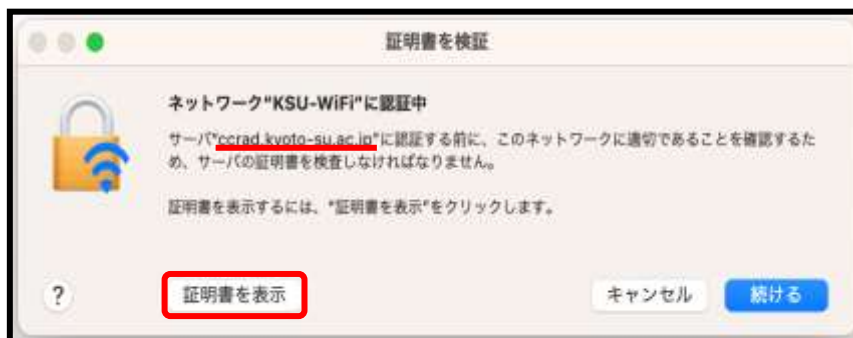 証明書を検証
ネットワーク“KSU-WiFi”に認証中
サーバ“ccrad.kyoto-su.ac.jp”に認証する前に、このネットワークに適切であることを確認するた
め、サーバの証明書を検査しなければなりません。
証明書を表示するには、“証明書を表示”をクリックします。
? 証明書を表示 キャンセル 続ける